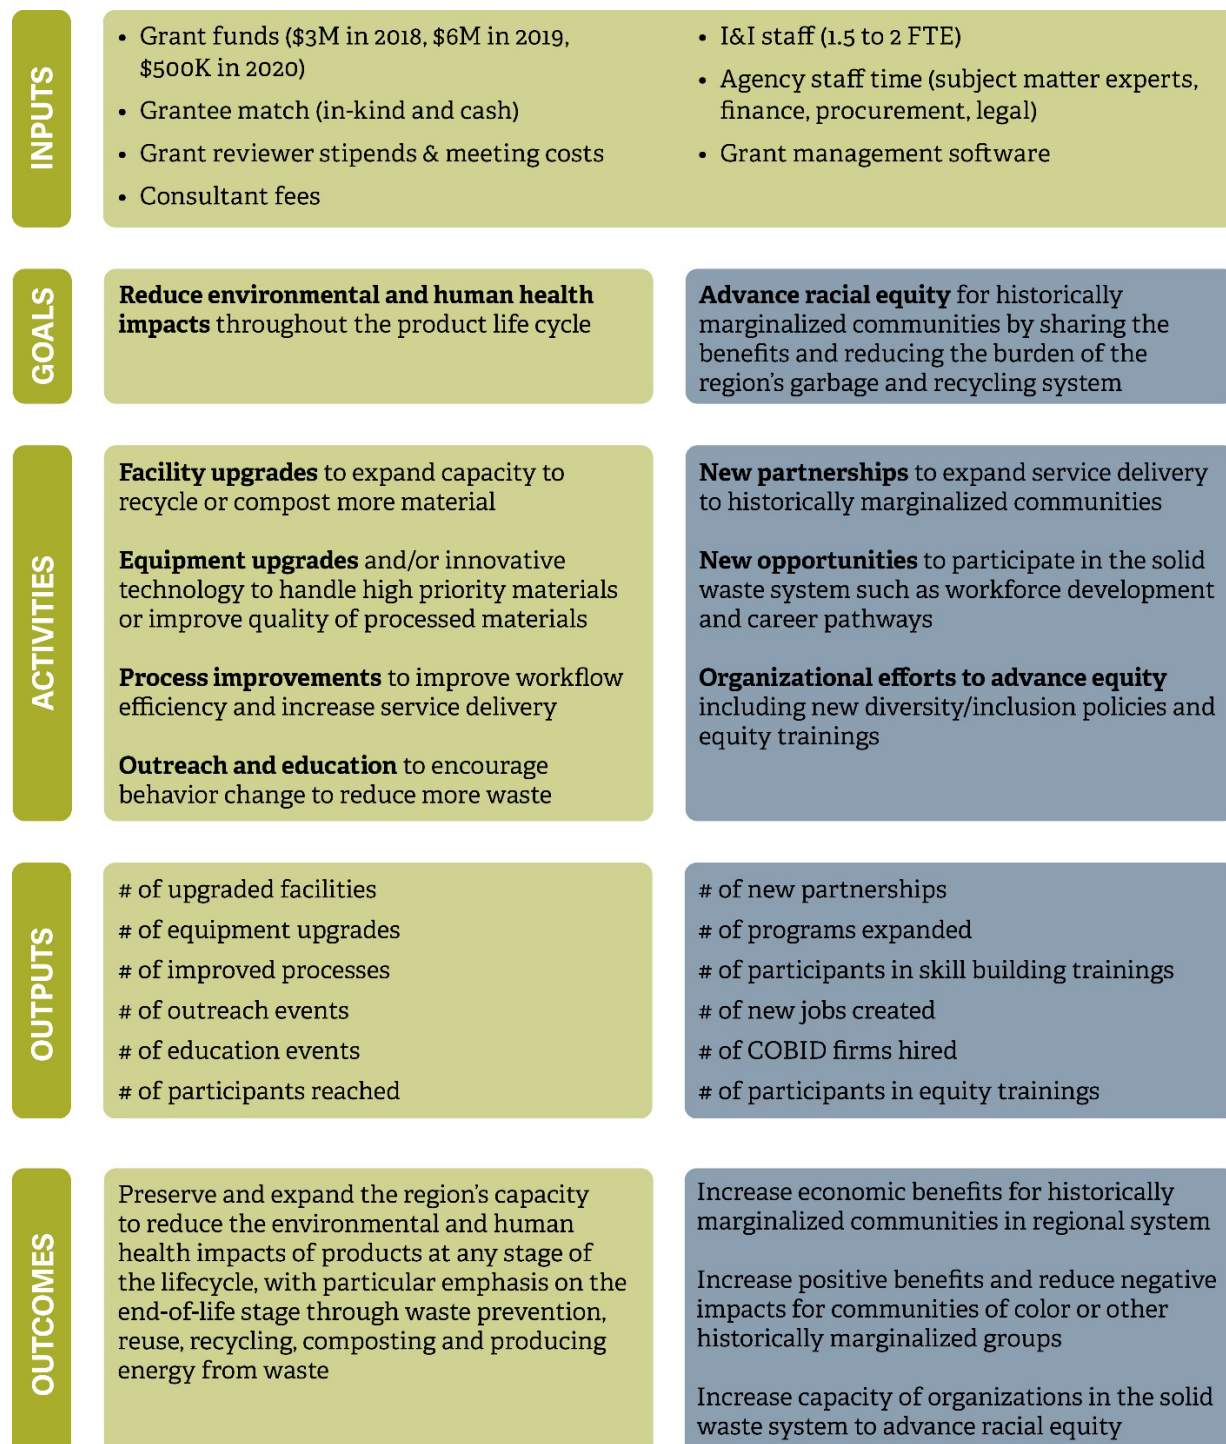 INPUTS
• Grant funds ($3M in 2018, $6M in 2019,
$500K in 2020)
• Grantee match (in-kind and cash)
• Grant reviewer stipends & meeting costs
• Consultant fees
• I&I staff (1.5 to 2 FTE)
• Agency staff time (subject matter experts,
finance, procurement, legal)
• Grant management software
GOALS
Reduce environmental and human health
impacts throughout the product life cycle
Advance racial equity for historically
marginalized communities by sharing the
benefits and reducing the burden of the
region's garbage and recycling system
ACTIVITIES
Facility upgrades to expand capacity to
recycle or compost more material
Equipment upgrades and/or innovative
technology to handle high priority materials
or improve quality of processed materials
Process improvements to improve workflow
efficiency and increase service delivery
Outreach and education to encourage
behavior change to reduce more waste
New partnerships to expand service delivery
to historically marginalized communities
New opportunities to participate in the solid
waste system such as workforce development
and career pathways
Organizational efforts to advance equity
including new diversity/inclusion policies and
equity trainings
OUTPUTS
# of upgraded facilities
# of equipment upgrades
# of improved processes
# of outreach events
# of education events
# of participants reached
# of new partnerships
# of programs expanded
# of participants in skill building trainings
# of new jobs created
# of COBID firms hired
# of participants in equity trainings
OUTCOMES
Preserve and expand the region's capacity
to reduce the environmental and human
health impacts of products at any stage of
the lifecycle, with particular emphasis on the
end-of-life stage through waste prevention,
reuse, recycling, composting and producing
energy from waste
Increase economic benefits for historically
marginalized communities in regional system
Increase positive benefits and reduce negative
impacts for communities of color or other
historically marginalized groups
Increase capacity of organizations in the solid
waste system to advance racial equity